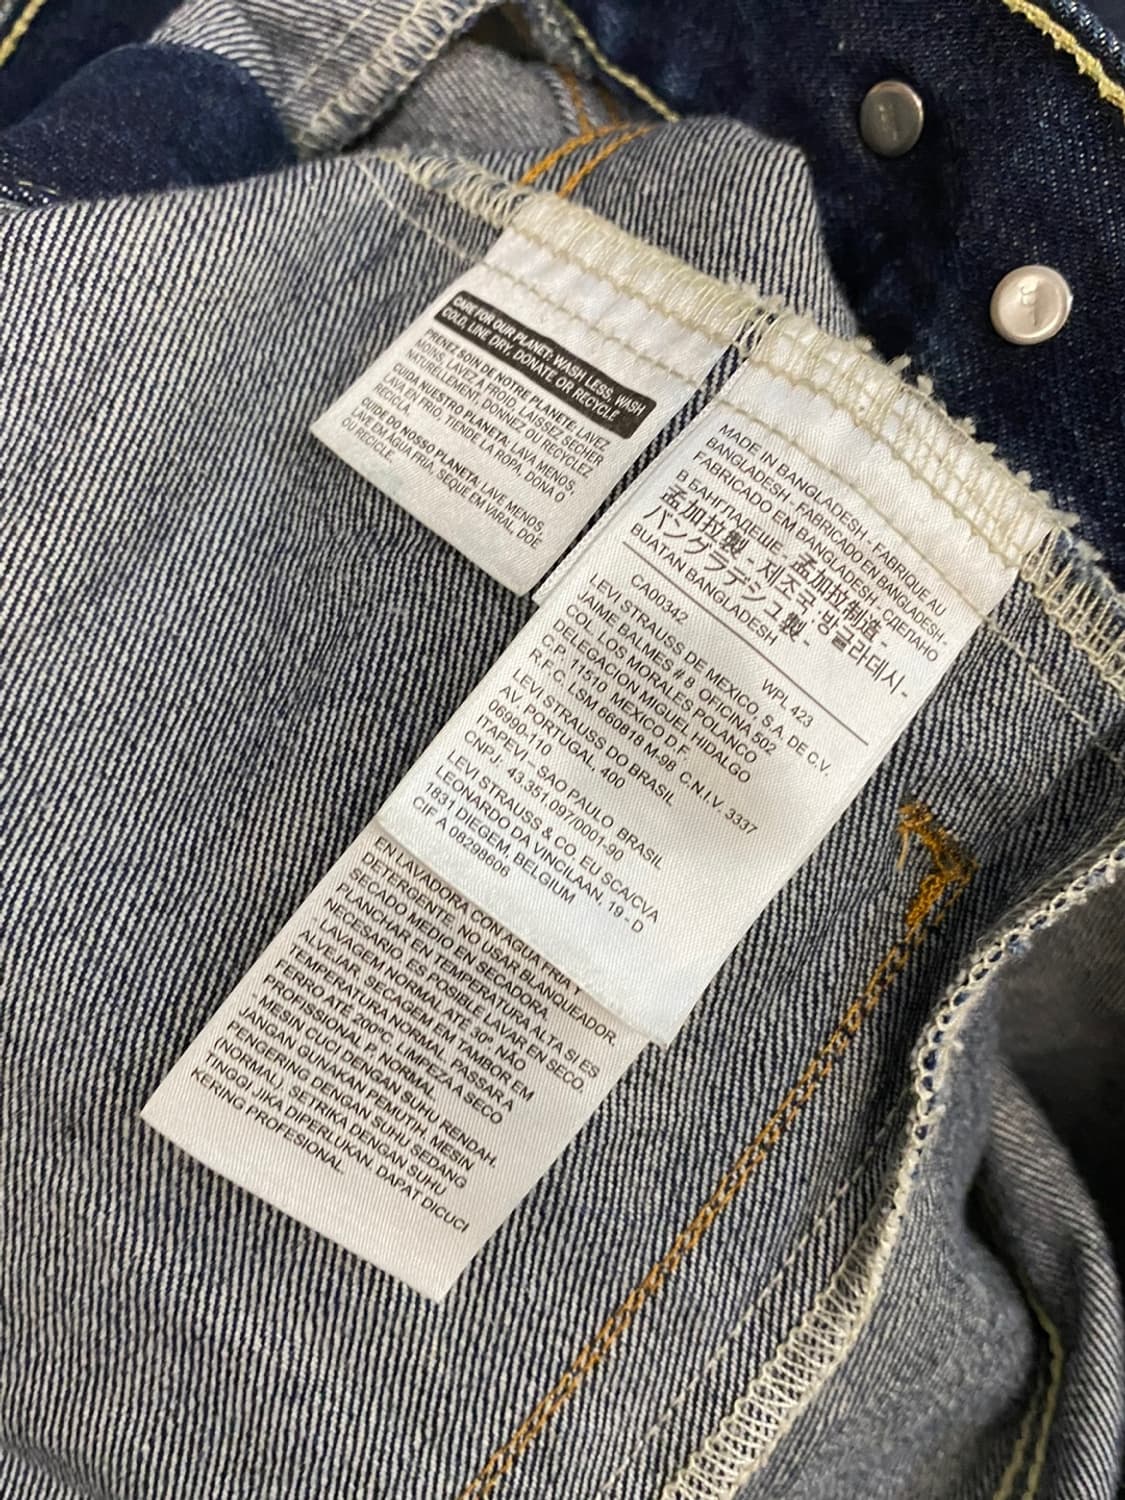 CARE FOR OUR PLANET: WASH LESS, WASH
COLD, LINE DRY, DONATE OR RECYCLE
PRENEZ SOIN DE NOTRE PLANÈTE: LAVEZ
MOINS, LAVEZ A FROID, LAISSEZ SÉCHER
NATURELLEMENT, DONNEZ OU RECYCLEZ.
CUIDA NUESTRO PLANETA: LAVA MENOS,
LAVA EN FRIO, TIENDE LA ROPA, DONA O
RECICLA.
CUIDE DO NOSSO PLANETA: LAVE MENOS,
LAVE EM ÁGUA FRIA, SEQUE EM VARAL, DOE
OU RECICLE.
MADE IN BANGLADESH - FABRIQUE AU
BANGLADESH - FABRICADO EN BANGLADESH -
FABRICADO EM BANGLADESH - СДЕЛАНО
В БАНГЛАДЕШЕ - 孟加拉制造 -
孟加拉製 - 제조국: 방글라데시 -
バングラデシュ製 -
BUATAN BANGLADESH
CA00342 WPL 423
LEVI STRAUSS DE MEXICO, S.A. DE C.V.
JAIME BALMES # 8 OFICINA 502
COL. LOS MORALES POLANCO
DELEGACION MIGUEL HIDALGO
C.P. 11510 MEXICO D.F.
R.F.C. LSM 660818 M-98 C.N.I.V. 3337
LEVI STRAUSS DO BRASIL
AV. PORTUGAL, 400
06990-110
ITAPEVI – SAO PAULO, BRASIL
CNPJ: 43.351.097/0001-90
LEVI STRAUSS & CO. EU SCA/CVA
LEONARDO DA VINCILAAN, 19 - D
1831 DIEGEM, BELGIUM
CIF A 08298606
EN LAVADORA CON AGUA FRIA Y
DETERGENTE. NO USAR BLANQUEADOR.
SECADO MEDIO EN SECADORA.
PLANCHAR EN TEMPERATURA ALTA SI ES
NECESARIO. ES POSIBLE LAVAR EN SECO.
- LAVAGEM NORMAL ATÉ 30º NÃO
ALVEJAR. SECAGEM EM TAMBOR EM
TEMPERATURA NORMAL. PASSAR A
FERRO ATÉ 200ºC. LIMPEZA A SECO
PROFISSIONAL P. NORMAL.
- MESIN CUCI DENGAN SUHU RENDAH.
JANGAN GUNAKAN PEMUTIH. MESIN
PENGERING DENGAN SUHU SEDANG
(NORMAL). SETRIKA DENGAN SUHU
TINGGI JIKA DIPERLUKAN. DAPAT DICUCI
KERING PROFESIONAL